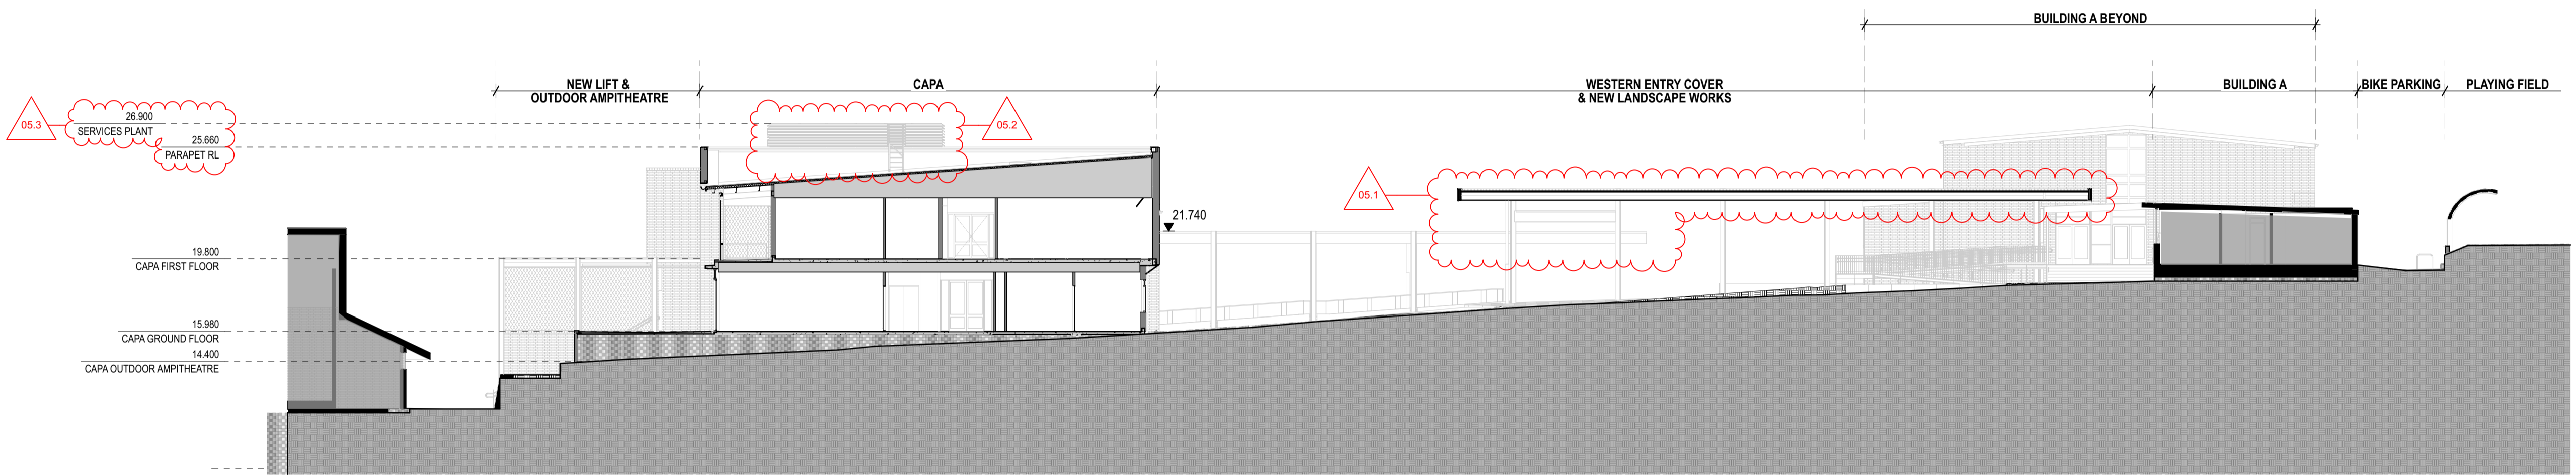 BUILDING A BEYOND
NEW LIFT &
OUTDOOR AMPITHEATRE
CAPA
WESTERN ENTRY COVER
& NEW LANDSCAPE WORKS
BUILDING A
BIKE PARKING
PLAYING FIELD
05.3
26.900
SERVICES PLANT
25.660
PARAPET RL
05.2
05.1
21.740
19.800
CAPA FIRST FLOOR
15.980
CAPA GROUND FLOOR
14.400
CAPA OUTDOOR AMPITHEATRE